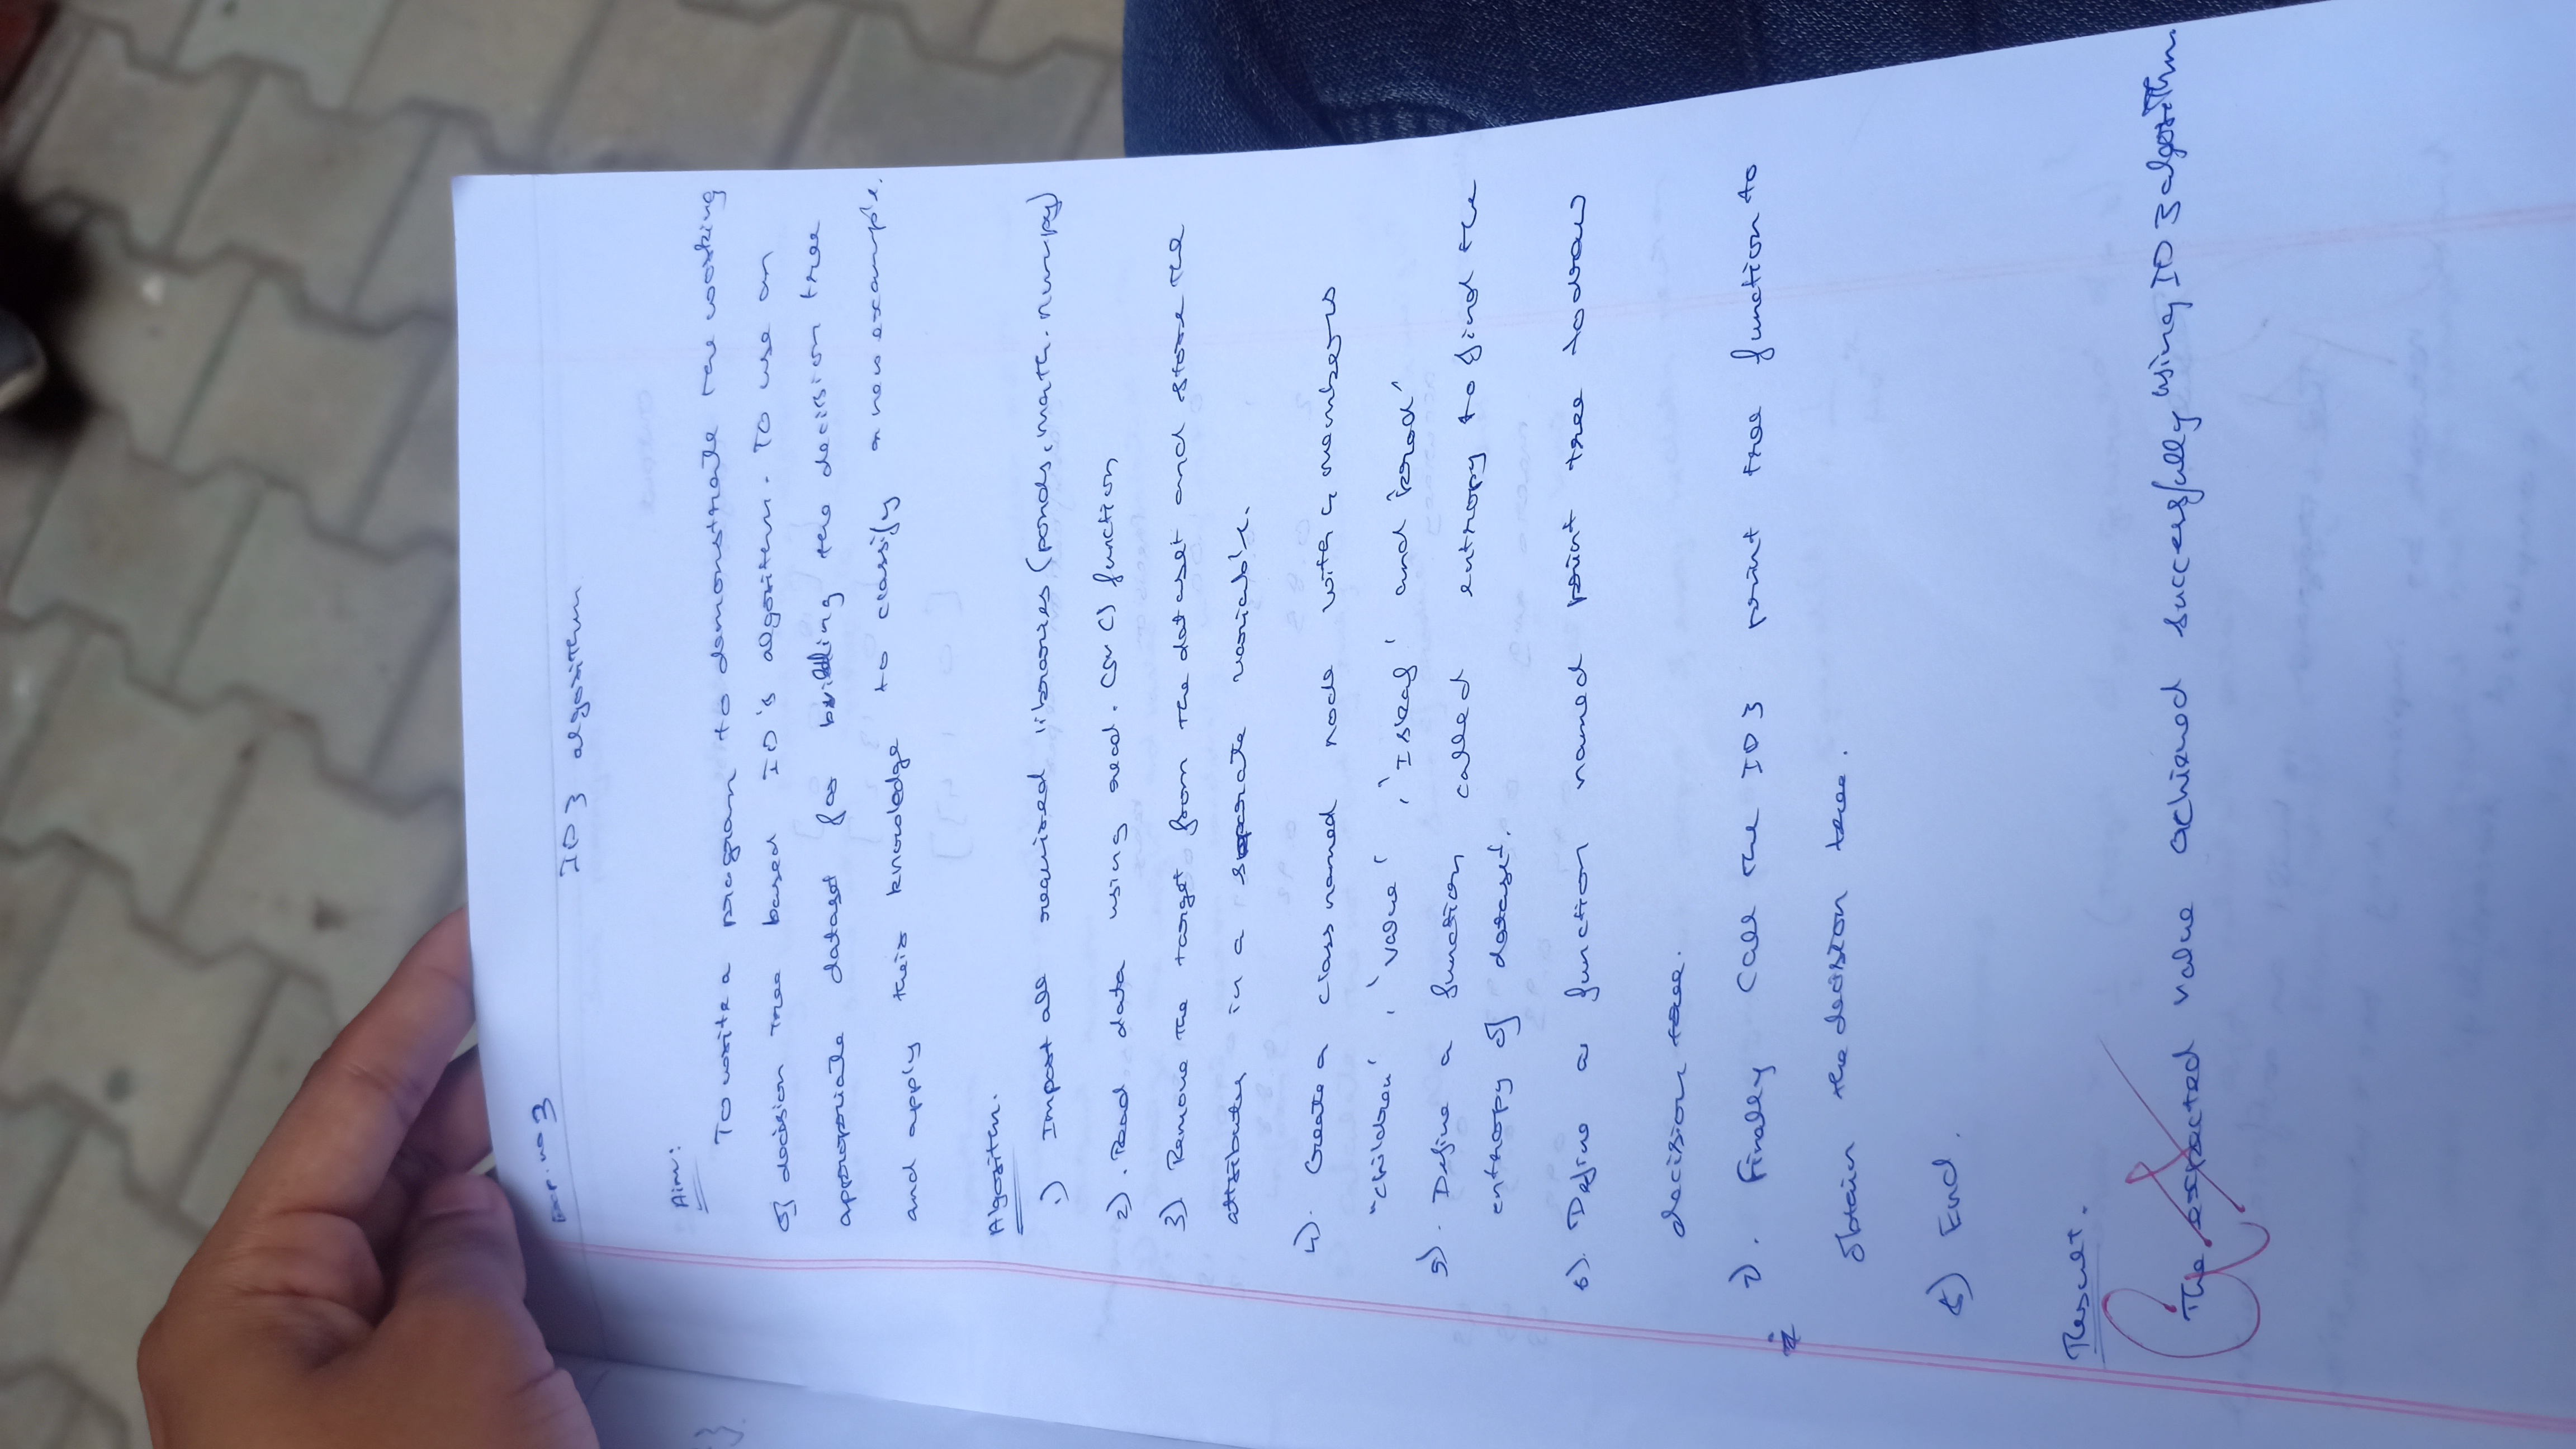 Exp.no 3
ID3 algorithm
Aim:
To write a program to demonstrate the working
of decision tree based ID's algorithm. To use an
appropriate dataset for building the decision tree
and apply their knowledge to classify a new example.
Algorithm.
1) Import all required libraries (pands, math, numpy)
2). Read data using read. csv () function
3) Remove the target from the dataset and store the
attributes in a separate variable.
4). Create a class named node with 4 members
"children', 'value', 'Isleaf' and 'pred'
5). Define a function called entropy to find the
entropy of dataset.
6). Define a function named print tree to draw
decision tree.
7). Finally call the ID3 print tree function to
obtain the decision tree.
8) End.
Result.
The expected value achieved successfully using ID3 algorithm